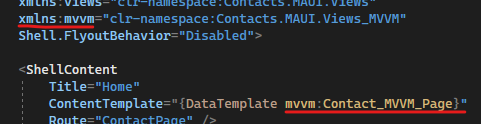 xmlns:views="clr-namespace:Contacts.MAUI.Views"
xmlns:mvvm="clr-namespace:Contacts.MAUI.Views_MVVM"
Shell.FlyoutBehavior="Disabled">
<ShellContent
Title="Home"
ContentTemplate="{DataTemplate mvvm:Contact_MVVM_Page}"
Route="ContactPage" />